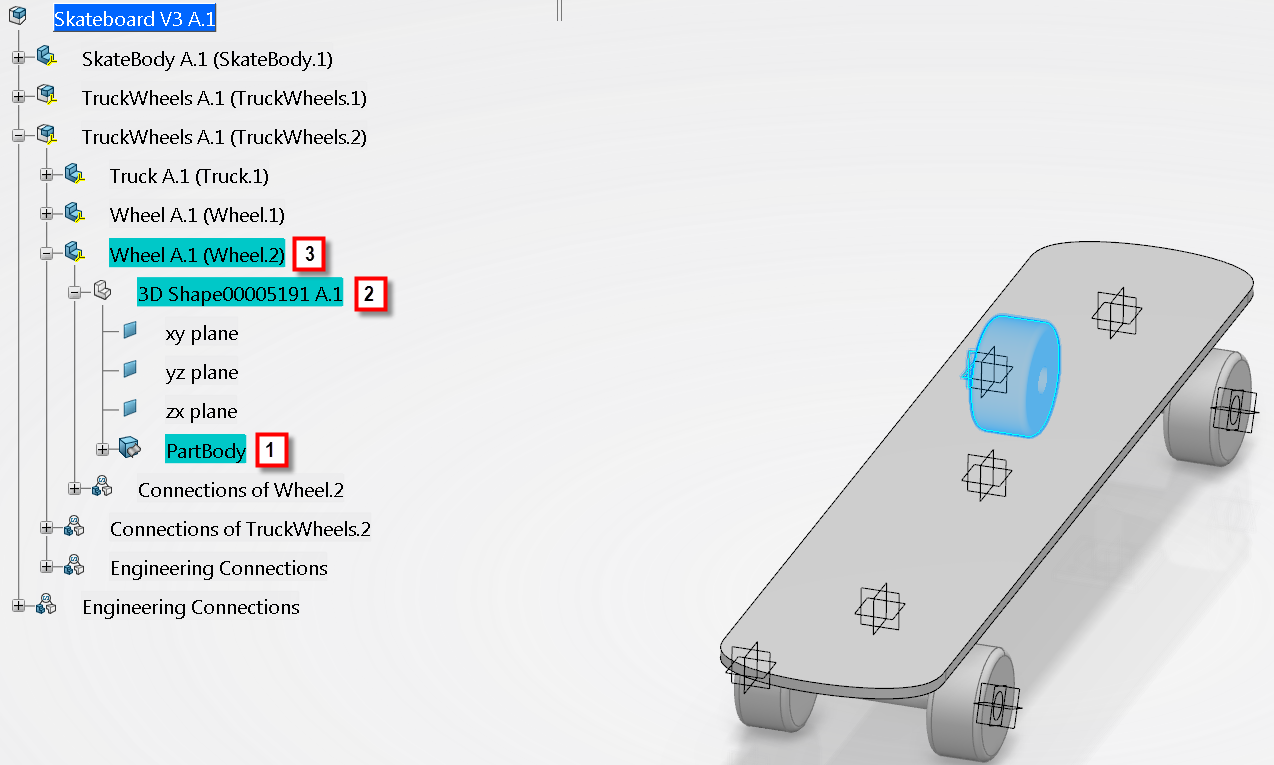 Skateboard V3 A.1
SkateBody A.1 (SkateBody.1)
TruckWheels A.1 (TruckWheels.1)
TruckWheels A.1 (TruckWheels.2)
Truck A.1 (Truck.1)
Wheel A.1 (Wheel.1)
Wheel A.1 (Wheel.2) 3
3D Shape00005191 A.1 2
xy plane
yz plane
zx plane
PartBody 1
Connections of Wheel.2
Connections of TruckWheels.2
Engineering Connections
Engineering Connections